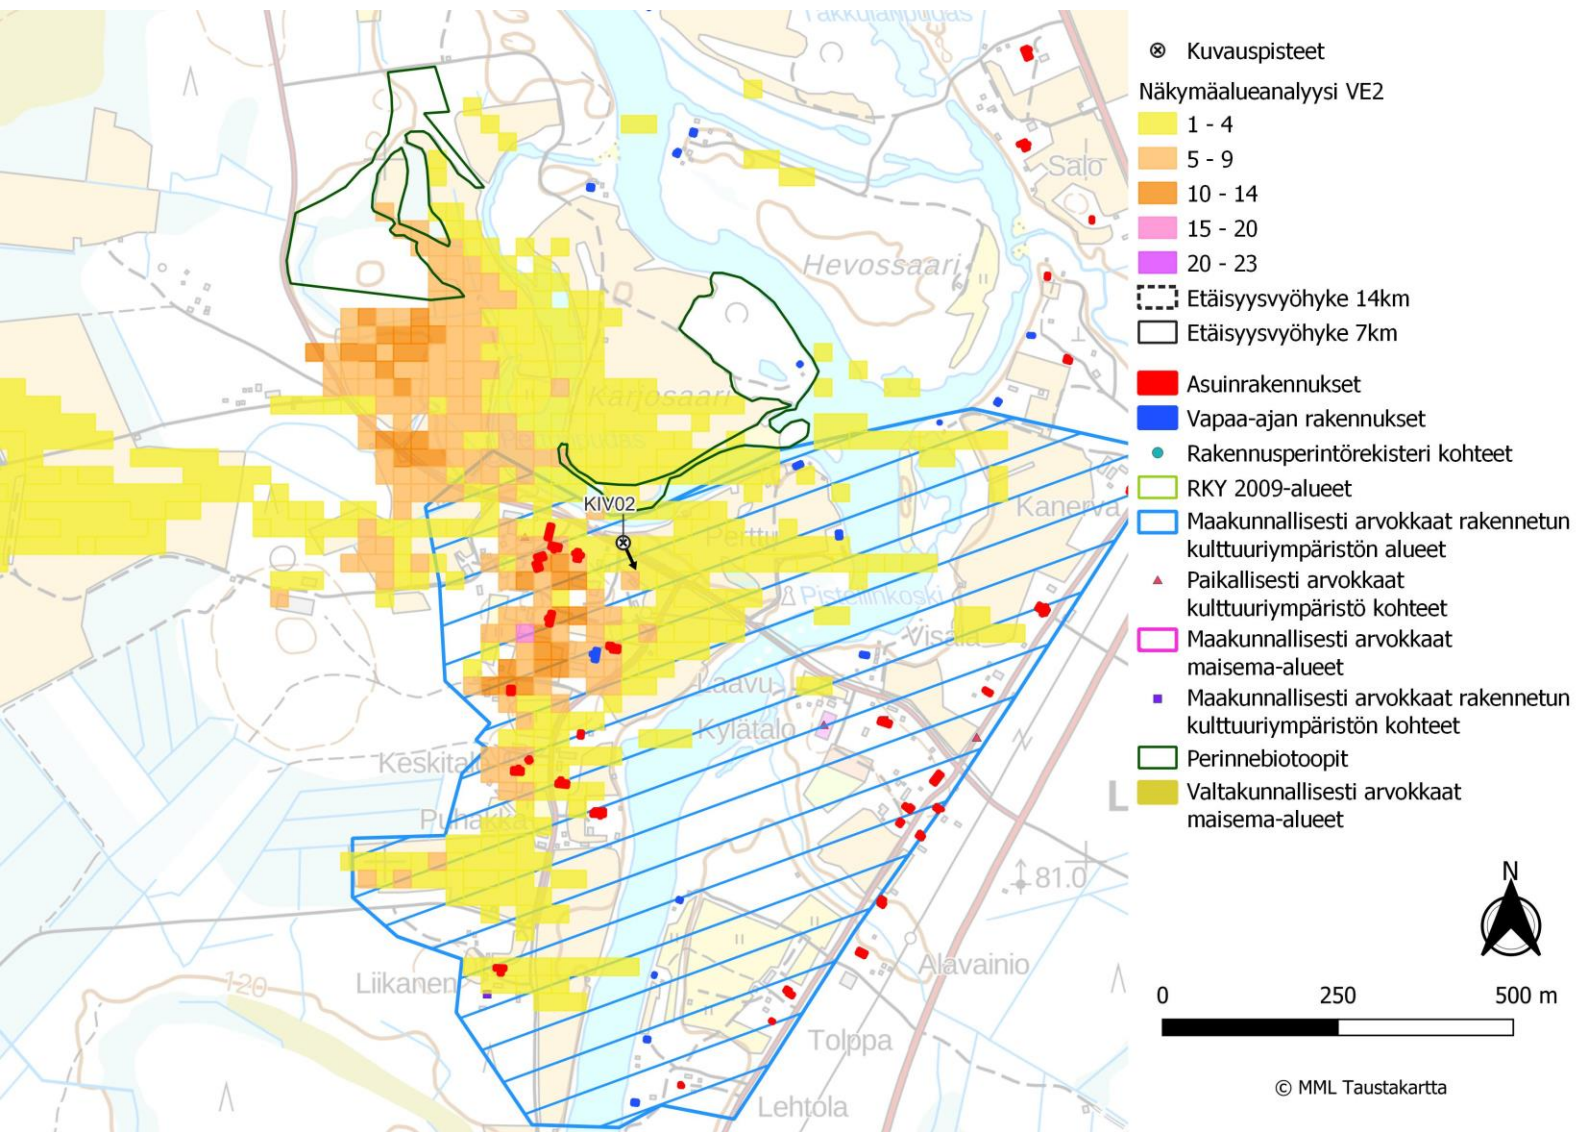 Takkulanpudas
Salo
Hevossaari
Karjosaari
KIV02
Kanerva
Perttu
Pistellinkoski
Visala
Laavu
Kylätalo
Keskitalo
Puhakka
81.0
Liikanen
120
Alavainio
Tolppa
Lehtola
L
Kuvauspisteet
Näkymäalueanalyysi VE2
1 - 4
5 - 9
10 - 14
15 - 20
20 - 23
Etäisyysvyöhyke 14km
Etäisyysvyöhyke 7km
Asuinrakennukset
Vapaa-ajan rakennukset
Rakennusperintörekisteri kohteet
RKY 2009-alueet
Maakunnallisesti arvokkaat rakennetun
kulttuuriympäristön alueet
Paikallisesti arvokkaat
kulttuuriympäristö kohteet
Maakunnallisesti arvokkaat
maisema-alueet
Maakunnallisesti arvokkaat rakennetun
kulttuuriympäristön kohteet
Perinnebiotoopit
Valtakunnallisesti arvokkaat
maisema-alueet
N
0 250 500 m
© MML Taustakartta